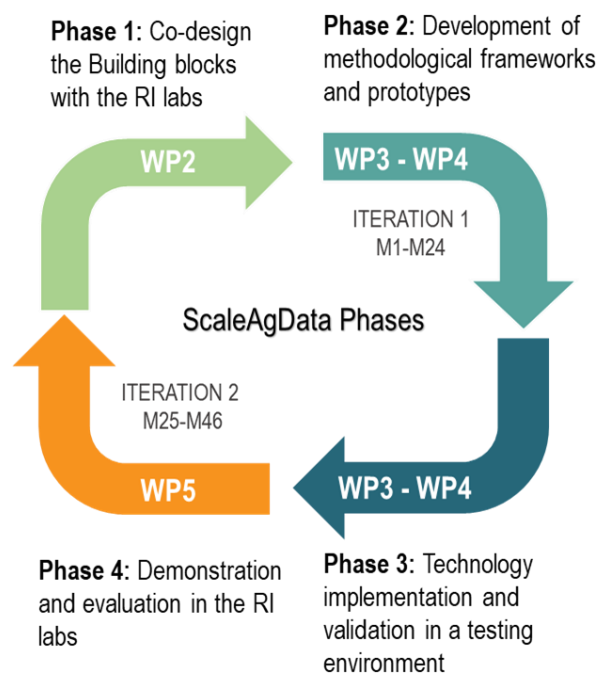 Phase 1: Co-design
the Building blocks
with the RI labs
Phase 2: Development of
methodological frameworks
and prototypes
WP2
WP3 - WP4
ITERATION 1
M1-M24
ScaleAgData Phases
ITERATION 2
M25-M46
WP5
WP3 - WP4
Phase 4: Demonstration
and evaluation in the RI
labs
Phase 3: Technology
implementation and
validation in a testing
environment